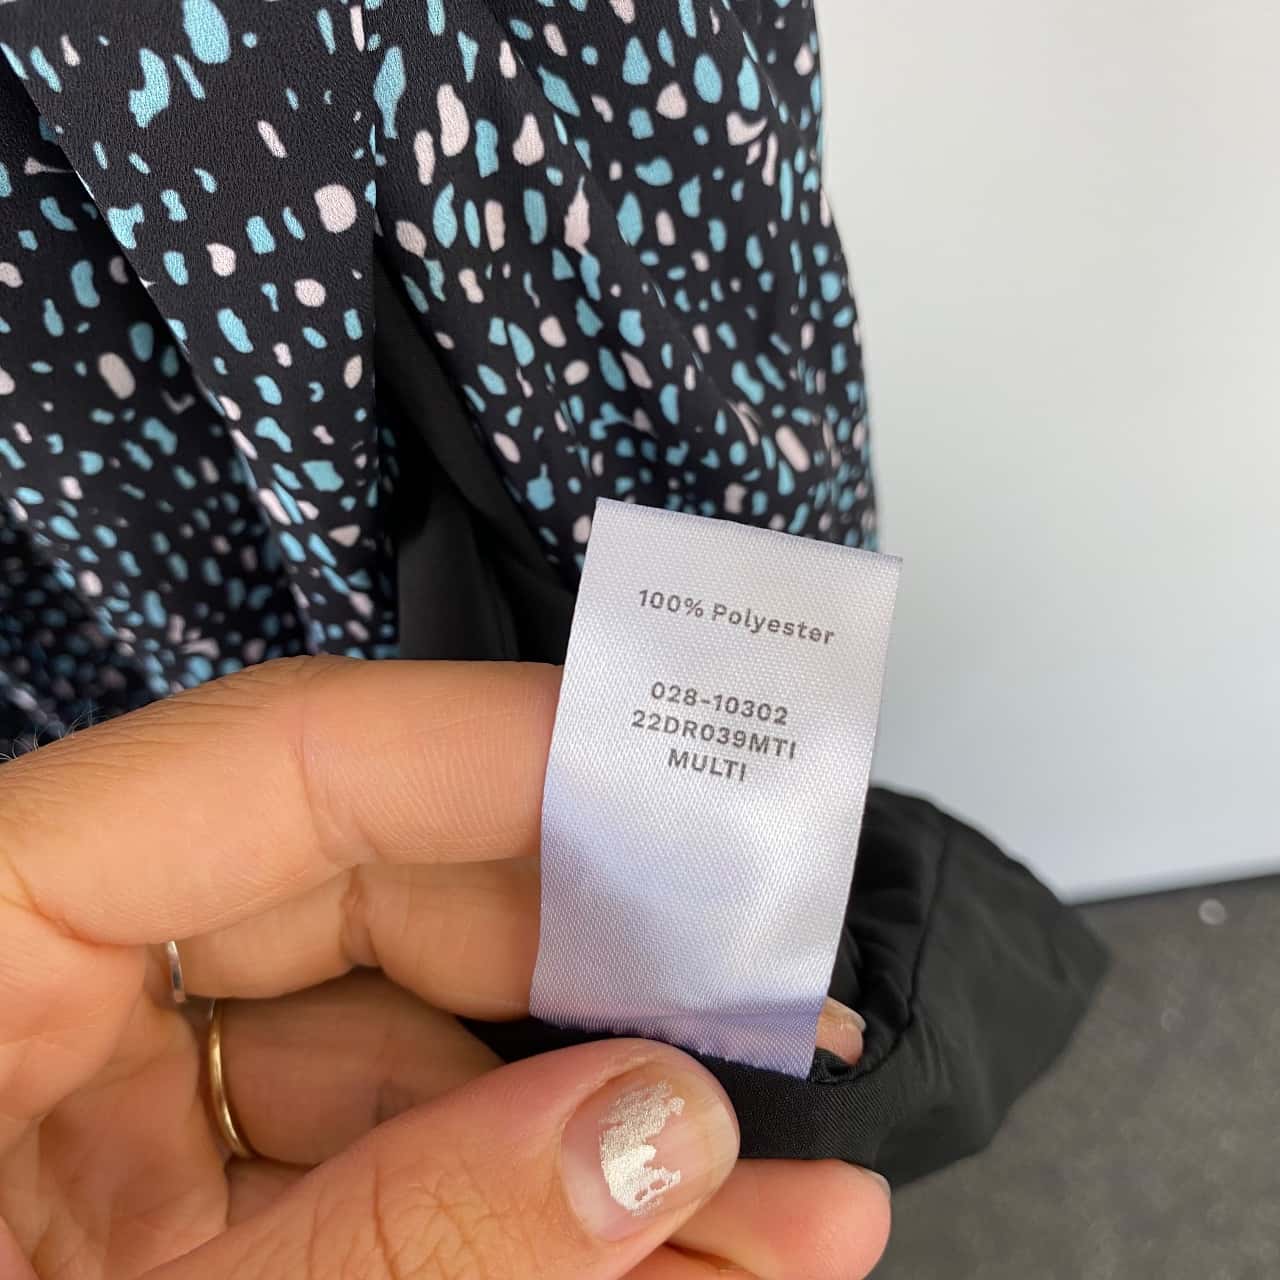 100% Polyester
028-10302
22DR039MTI
MULTI